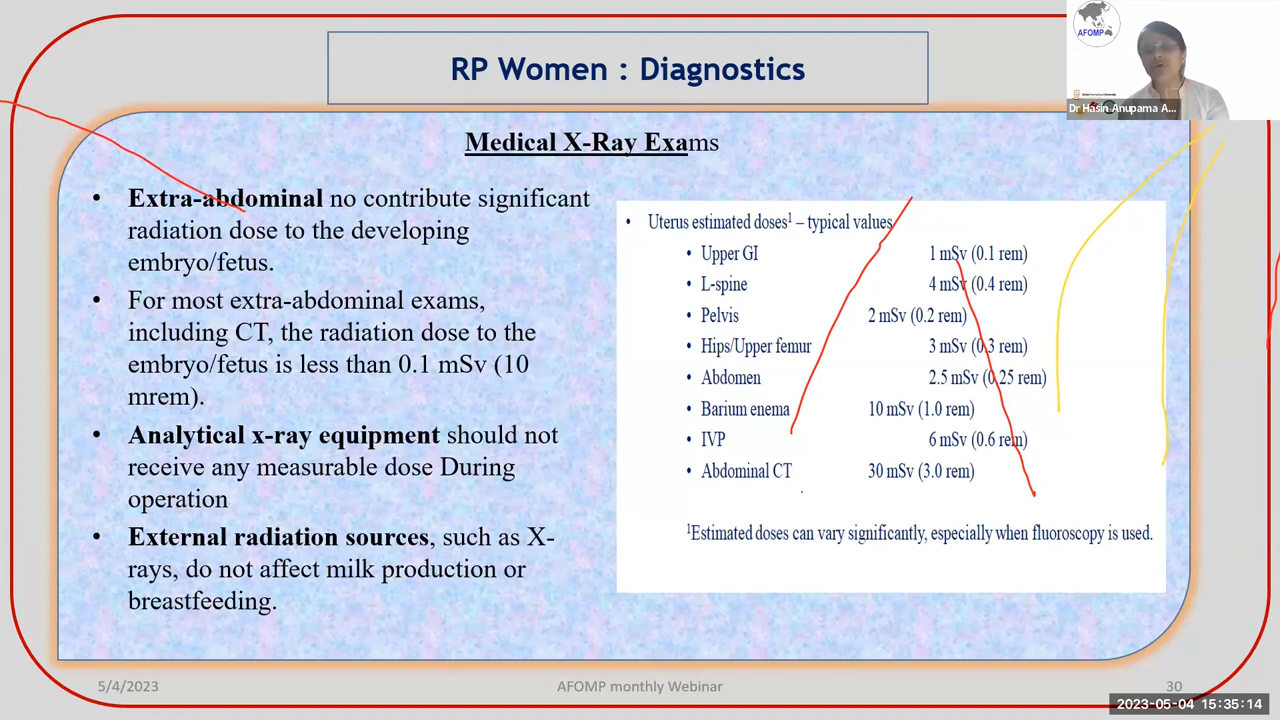 AFOMP
Dr Hasin Anupama A...
RP Women : Diagnostics
Medical X-Ray Exams
• Extra-abdominal no contribute significant
radiation dose to the developing
embryo/fetus.
• For most extra-abdominal exams,
including CT, the radiation dose to the
embryo/fetus is less than 0.1 mSv (10
mrem).
• Analytical x-ray equipment should not
receive any measurable dose During
operation
• External radiation sources, such as X-
rays, do not affect milk production or
breastfeeding.
• Uterus estimated doses¹ – typical values
• Upper GI 1 mSv (0.1 rem)
• L-spine 4 mSv (0.4 rem)
• Pelvis 2 mSv (0.2 rem)
• Hips/Upper femur 3 mSv (0.3 rem)
• Abdomen 2.5 mSv (0.25 rem)
• Barium enema 10 mSv (1.0 rem)
• IVP 6 mSv (0.6 rem)
• Abdominal CT 30 mSv (3.0 rem)
¹Estimated doses can vary significantly, especially when fluoroscopy is used.
5/4/2023 AFOMP monthly Webinar 30
2023-05-04 15:35:14